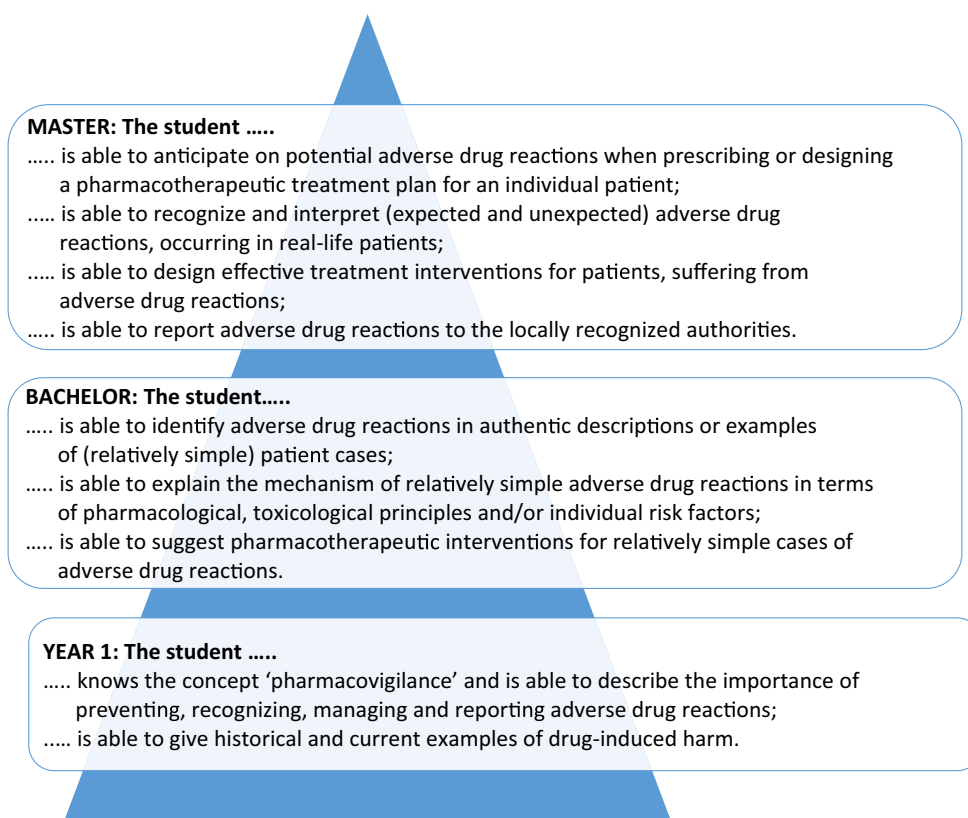 MASTER: The student …..
….. is able to anticipate on potential adverse drug reactions when prescribing or designing
a pharmacotherapeutic treatment plan for an individual patient;
….. is able to recognize and interpret (expected and unexpected) adverse drug
reactions, occurring in real-life patients;
….. is able to design effective treatment interventions for patients, suffering from
adverse drug reactions;
….. is able to report adverse drug reactions to the locally recognized authorities.
BACHELOR: The student…..
….. is able to identify adverse drug reactions in authentic descriptions or examples
of (relatively simple) patient cases;
….. is able to explain the mechanism of relatively simple adverse drug reactions in terms
of pharmacological, toxicological principles and/or individual risk factors;
….. is able to suggest pharmacotherapeutic interventions for relatively simple cases of
adverse drug reactions.
YEAR 1: The student …..
….. knows the concept ‘pharmacovigilance’ and is able to describe the importance of
preventing, recognizing, managing and reporting adverse drug reactions;
….. is able to give historical and current examples of drug-induced harm.